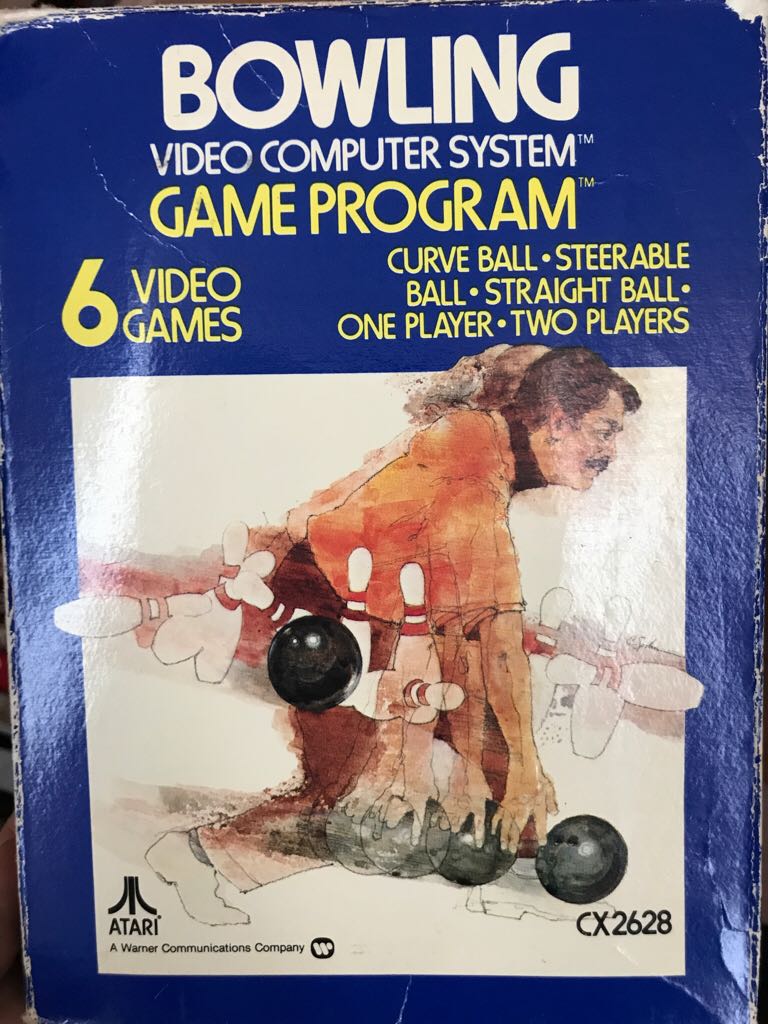 BOWLING
VIDEO COMPUTER SYSTEM™
GAME PROGRAM™
6 VIDEO GAMES
CURVE BALL • STEERABLE
BALL • STRAIGHT BALL •
ONE PLAYER • TWO PLAYERS
ATARI®
A Warner Communications Company
CX2628